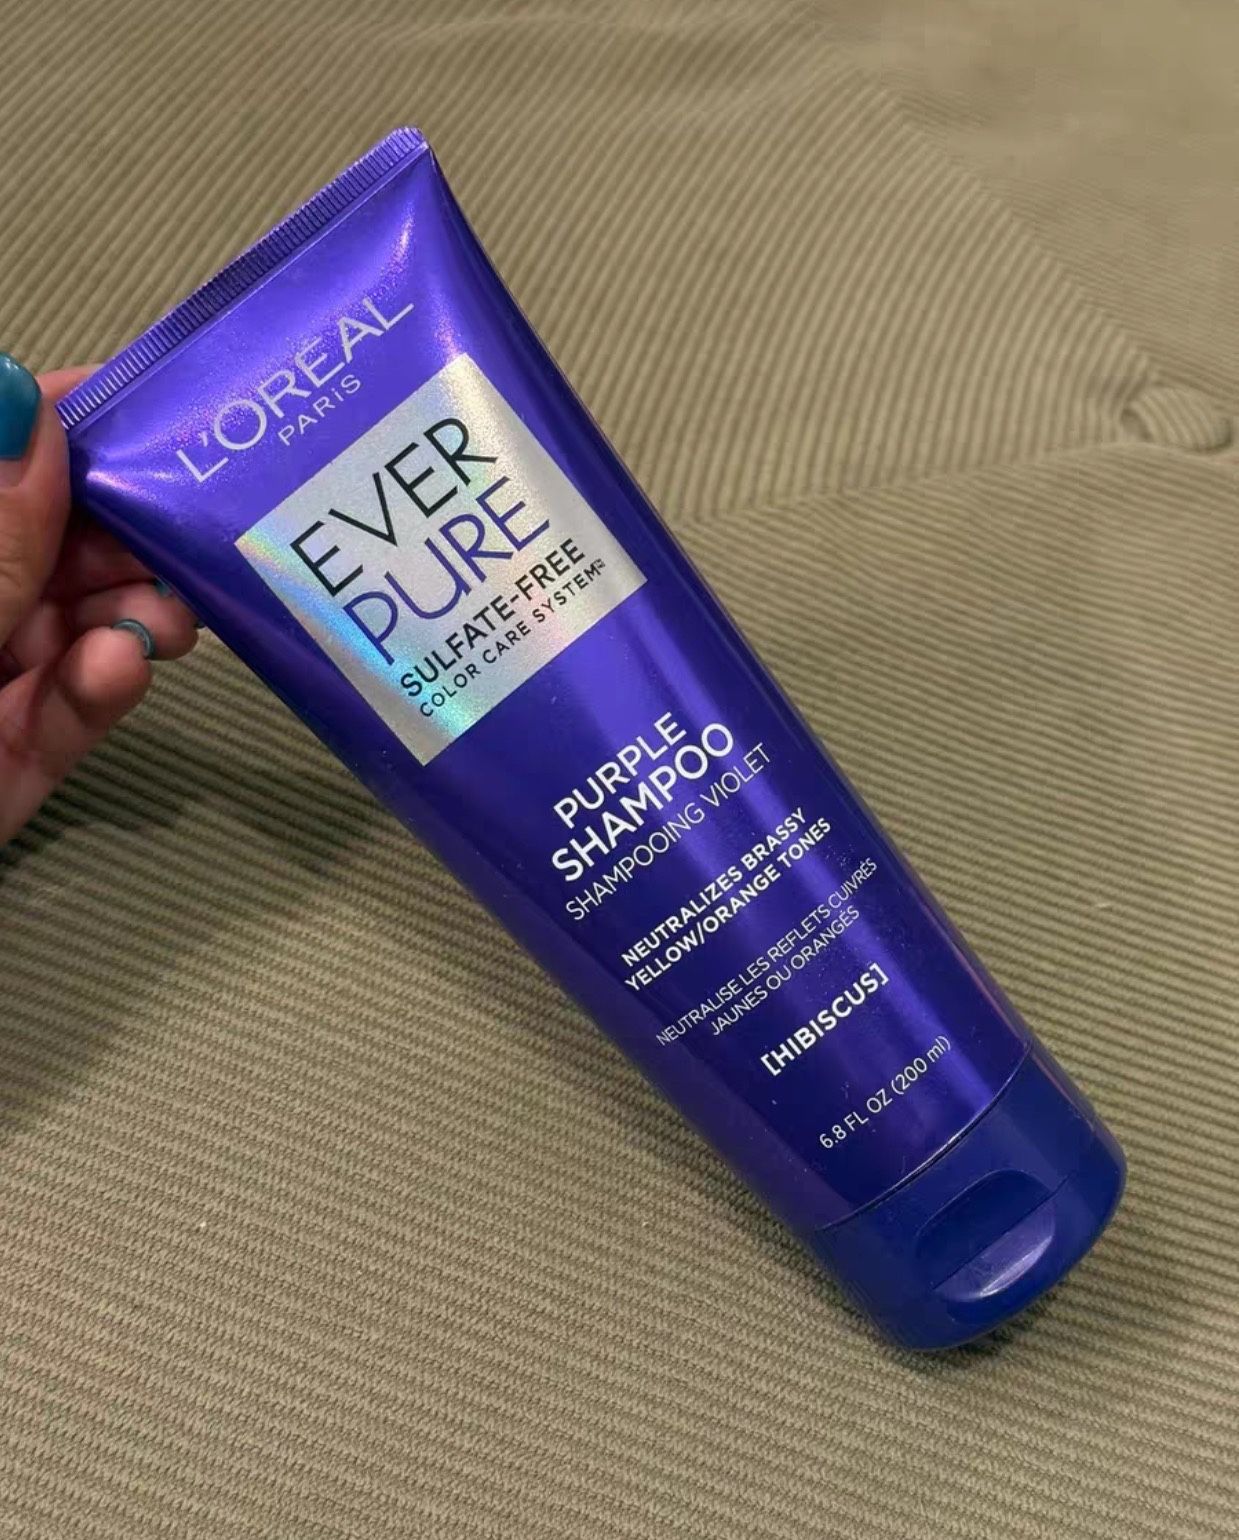 L'ORÉAL
PARiS
EVER
PURE
SULFATE-FREE
COLOR CARE SYSTEM
PURPLE
SHAMPOO
SHAMPOOING VIOLET
NEUTRALIZES BRASSY
YELLOW/ORANGE TONES
NEUTRALISE LES REFLETS CUIVRÉS
JAUNES OU ORANGÉS
[HIBISCUS]
6.8 FL OZ (200 ml)